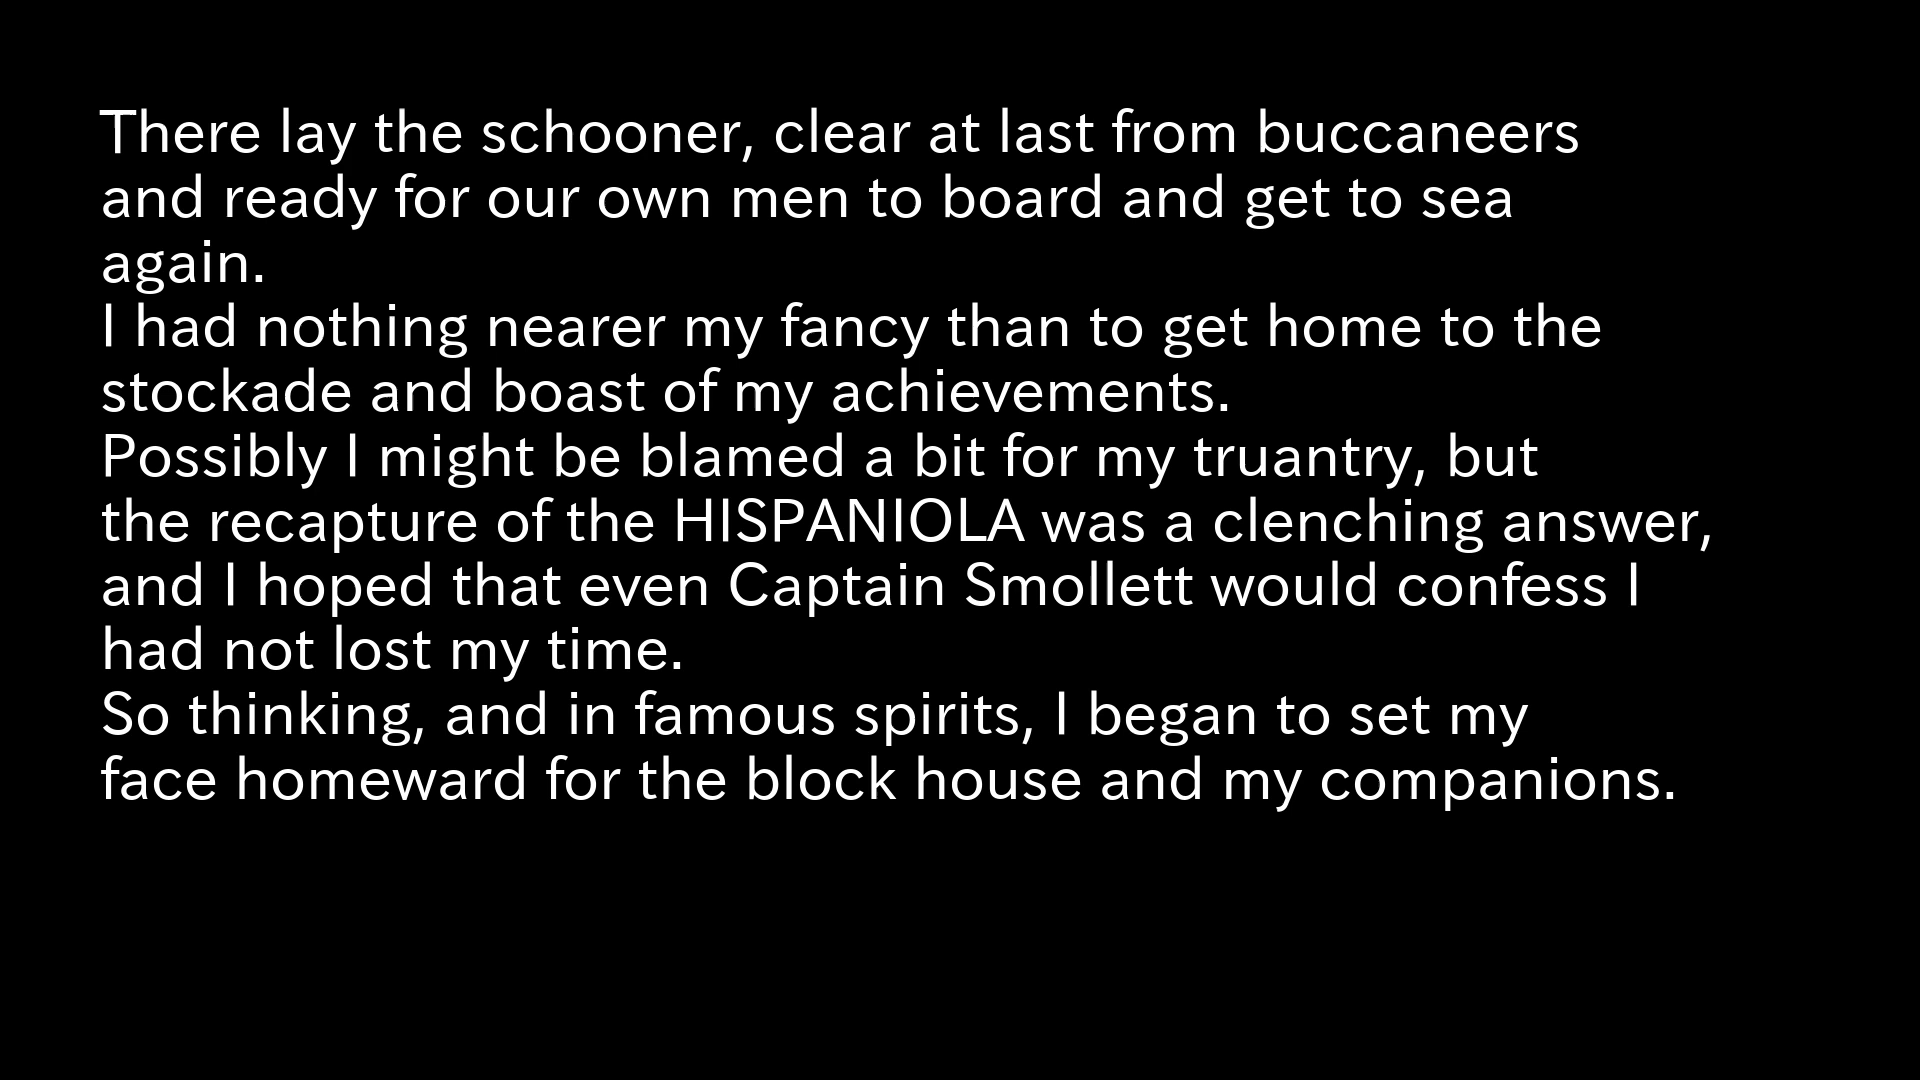 There lay the schooner, clear at last from buccaneers
and ready for our own men to board and get to sea
again.
I had nothing nearer my fancy than to get home to the
stockade and boast of my achievements.
Possibly I might be blamed a bit for my truantry, but
the recapture of the HISPANIOLA was a clenching answer,
and I hoped that even Captain Smollett would confess I
had not lost my time.
So thinking, and in famous spirits, I began to set my
face homeward for the block house and my companions.